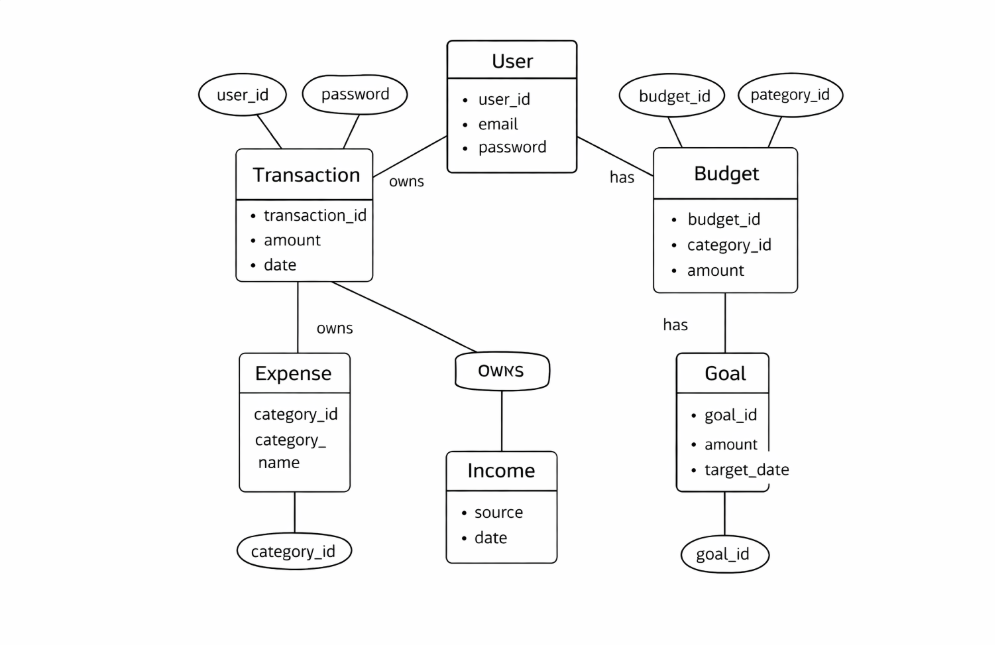 User
user_id
password
budget_id
pategory_id
• user_id
• email
• password
Transaction
owns
has
Budget
• transaction_id
• amount
• date
• budget_id
• category_id
• amount
owns
has
Expense
category_id
category_
name
OWKS
Goal
• goal_id
• amount
• target_date
Income
• source
• date
category_id
goal_id